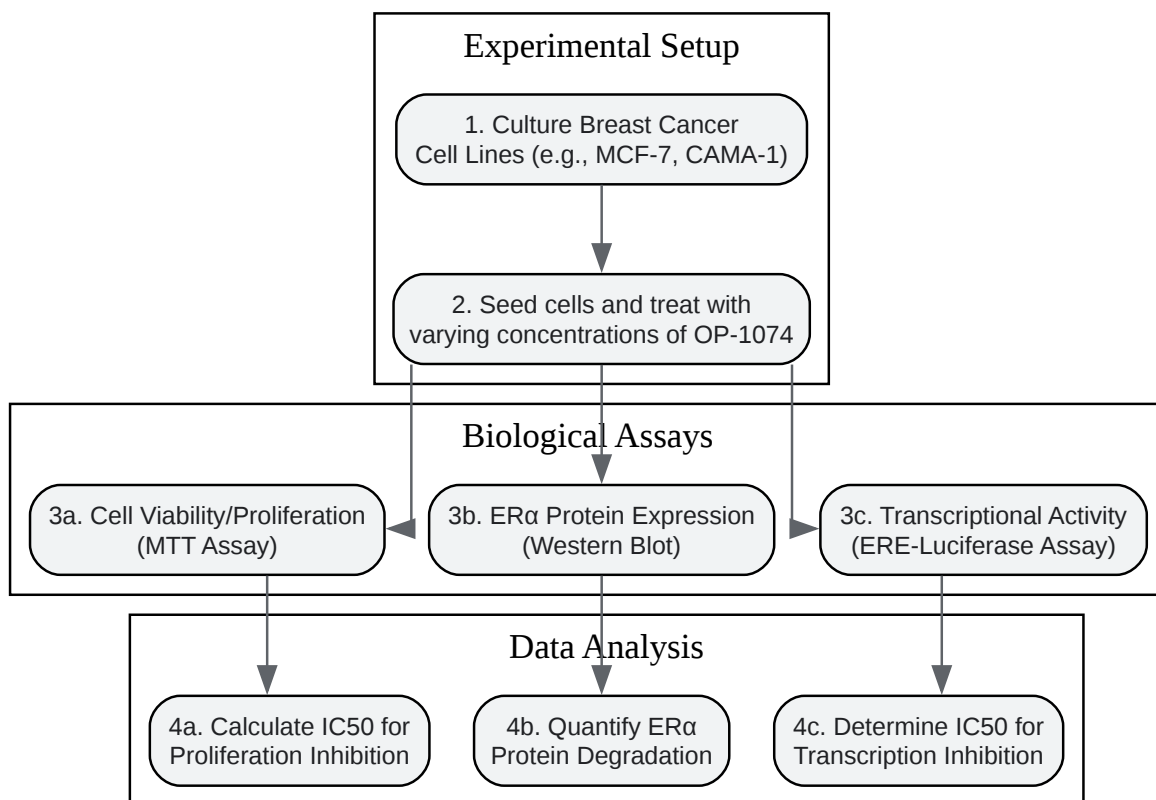 Experimental Setup
1. Culture Breast Cancer
Cell Lines (e.g., MCF-7, CAMA-1)
2. Seed cells and treat with
varying concentrations of OP-1074
Biological Assays
3a. Cell Viability/Proliferation
(MTT Assay)
3b. ERα Protein Expression
(Western Blot)
3c. Transcriptional Activity
(ERE-Luciferase Assay)
Data Analysis
4a. Calculate IC50 for
Proliferation Inhibition
4b. Quantify ERα
Protein Degradation
4c. Determine IC50 for
Transcription Inhibition